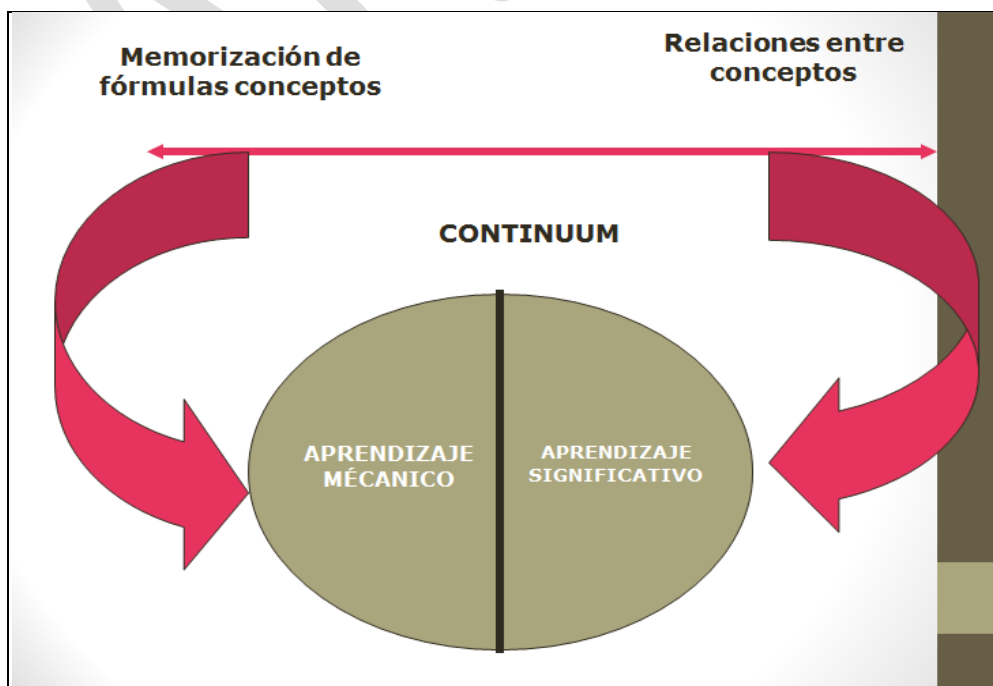 Memorización de
fórmulas conceptos
Relaciones entre
conceptos
CONTINUUM
APRENDIZAJE
MÉCANICO
APRENDIZAJE
SIGNIFICATIVO